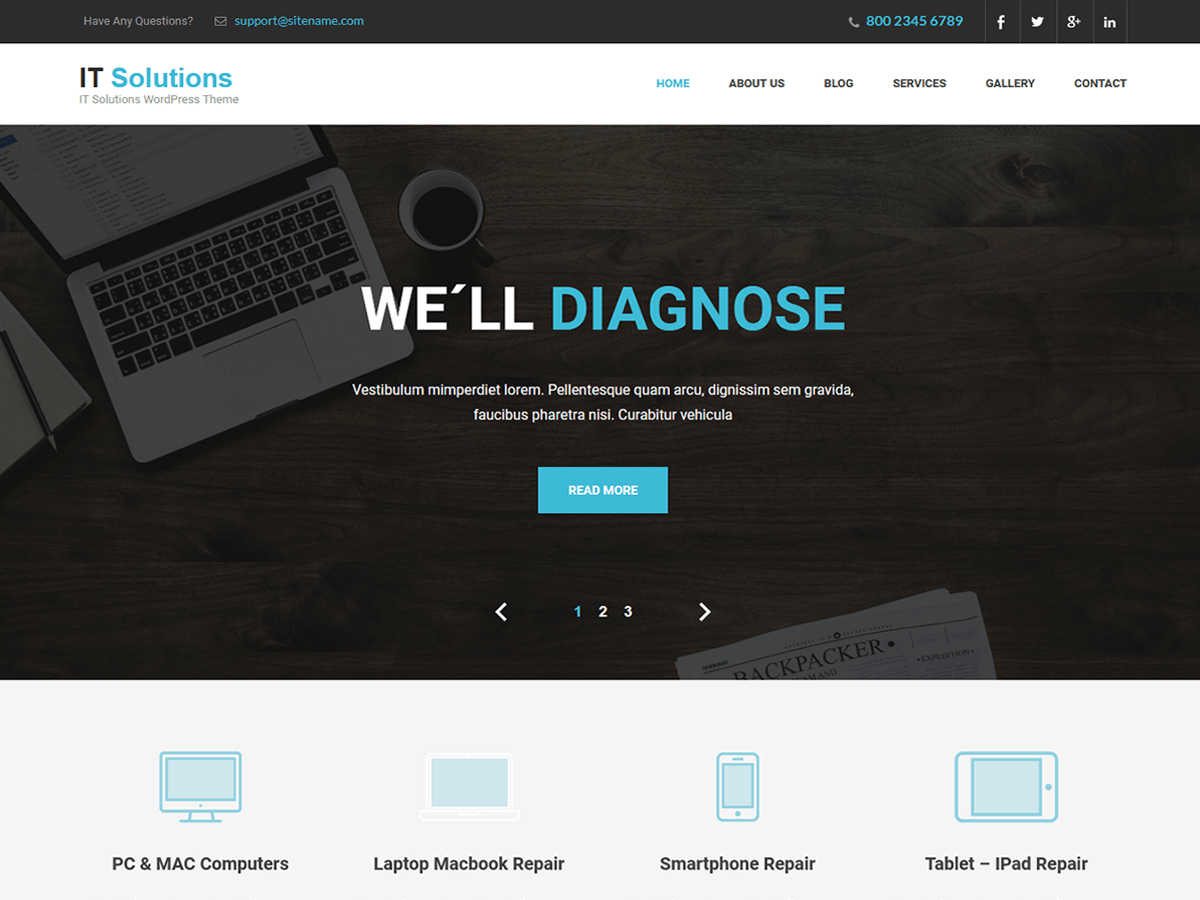 Have Any Questions? support@sitename.com 800 2345 6789
IT Solutions
IT Solutions WordPress Theme
HOME ABOUT US BLOG SERVICES GALLERY CONTACT
WE´LL DIAGNOSE
Vestibulum mimperdiet lorem. Pellentesque quam arcu, dignissim sem gravida,
faucibus pharetra nisi. Curabitur vehicula
READ MORE
1 2 3
BACKPACKER
EXPEDITION
PC & MAC Computers
Laptop Macbook Repair
Smartphone Repair
Tablet – IPad Repair